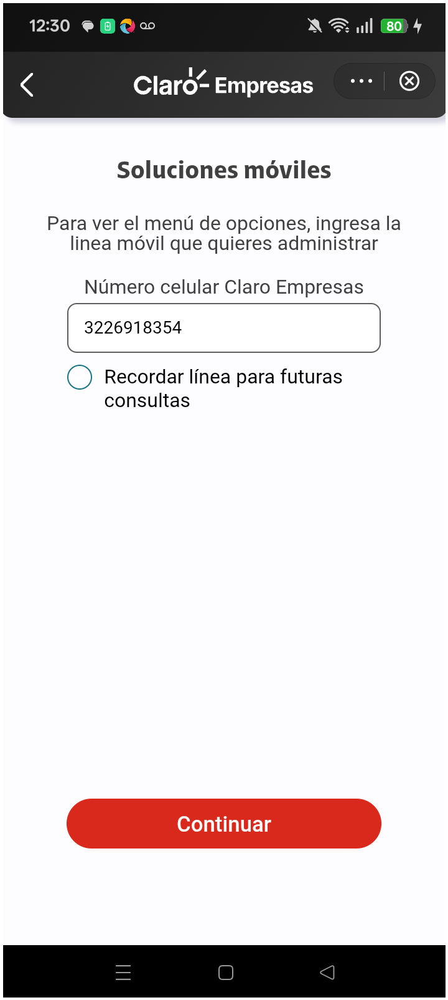 12:30
80
Claro Empresas
Soluciones móviles
Para ver el menú de opciones, ingresa la
linea móvil que quieres administrar
Número celular Claro Empresas
3226918354
Recordar línea para futuras
consultas
Continuar